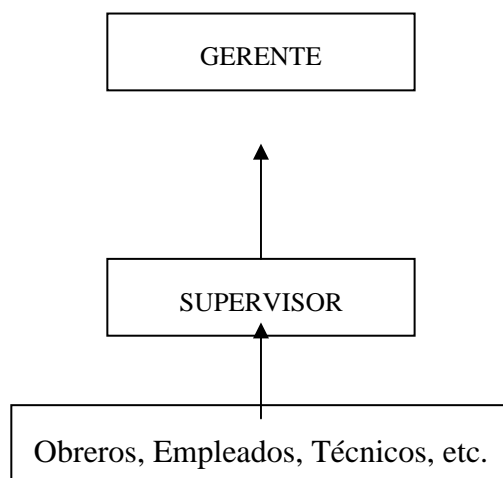 GERENTE
SUPERVISOR
Obreros, Empleados, Técnicos, etc.